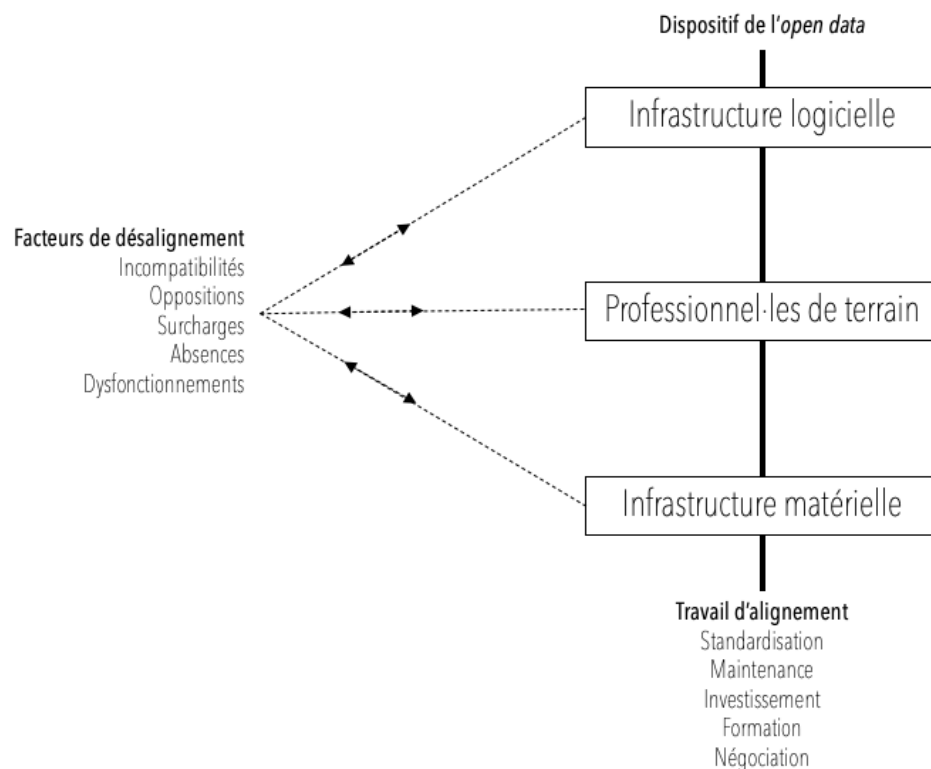 Dispositif de l'open data
Infrastructure logicielle
Facteurs de désalignement
Incompatibilités
Oppositions
Surcharges
Absences
Dysfonctionnements
Professionnel·les de terrain
Infrastructure matérielle
Travail d'alignement
Standardisation
Maintenance
Investissement
Formation
Négociation